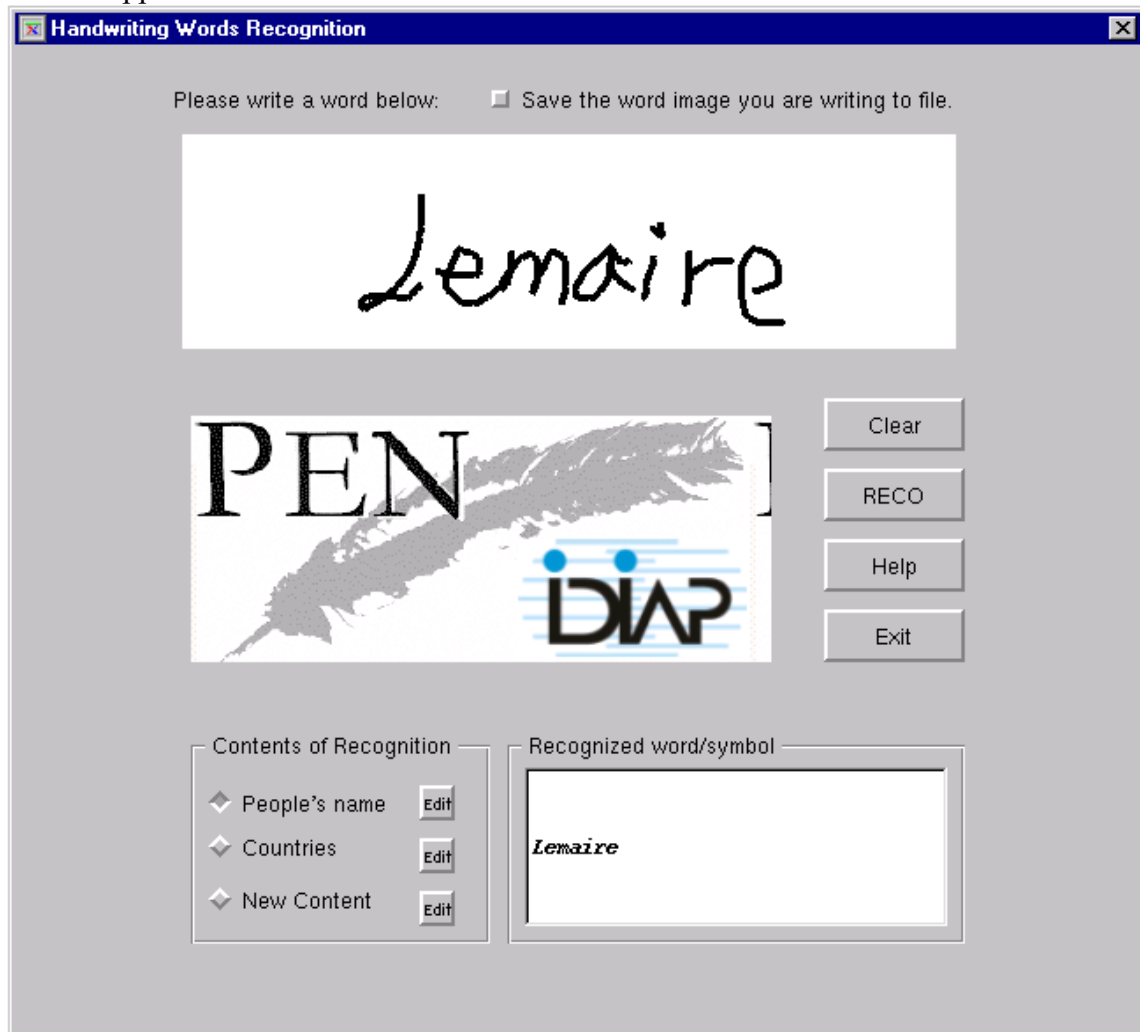 Handwriting Words Recognition
Please write a word below: Save the word image you are writing to file.
Lemaire
PEN
IDIAP
Clear
RECO
Help
Exit
Contents of Recognition
People's name Edit
Countries Edit
New Content Edit
Recognized word/symbol
Lemaire